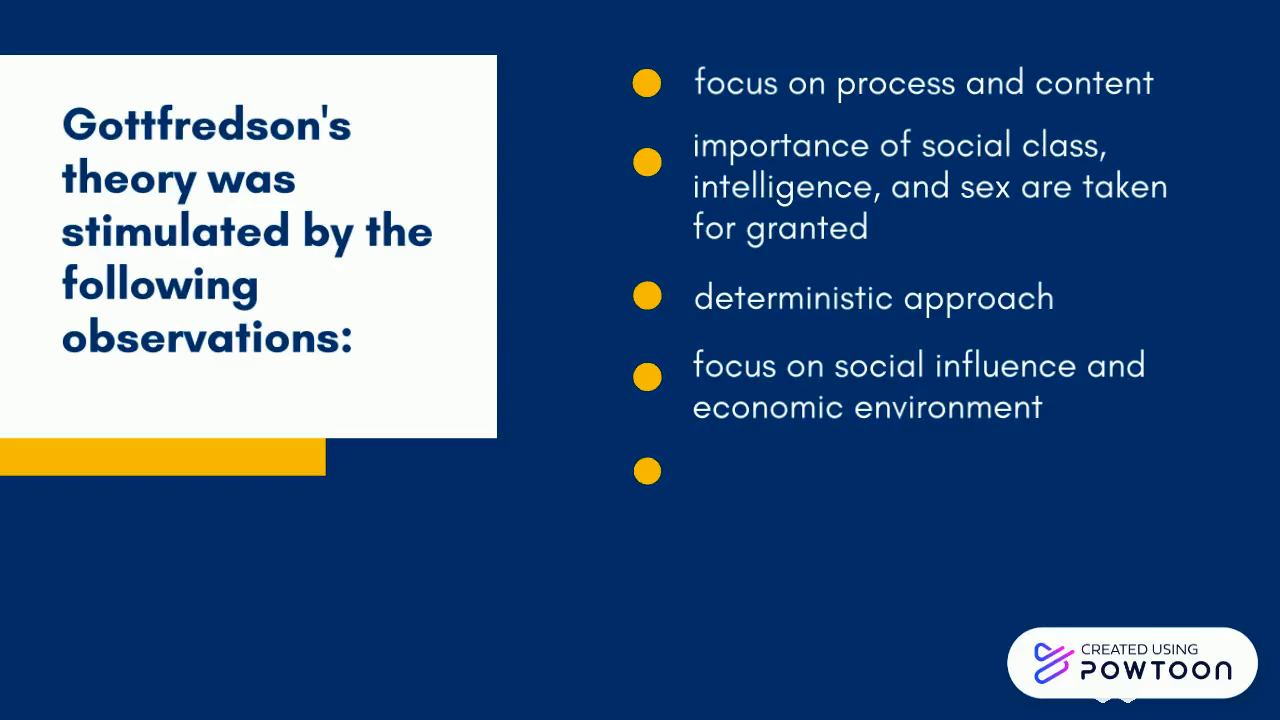 Gottfredson's
theory was
stimulated by the
following
observations:
focus on process and content
importance of social class,
intelligence, and sex are taken
for granted
deterministic approach
focus on social influence and
economic environment
CREATED USING
POWTOON